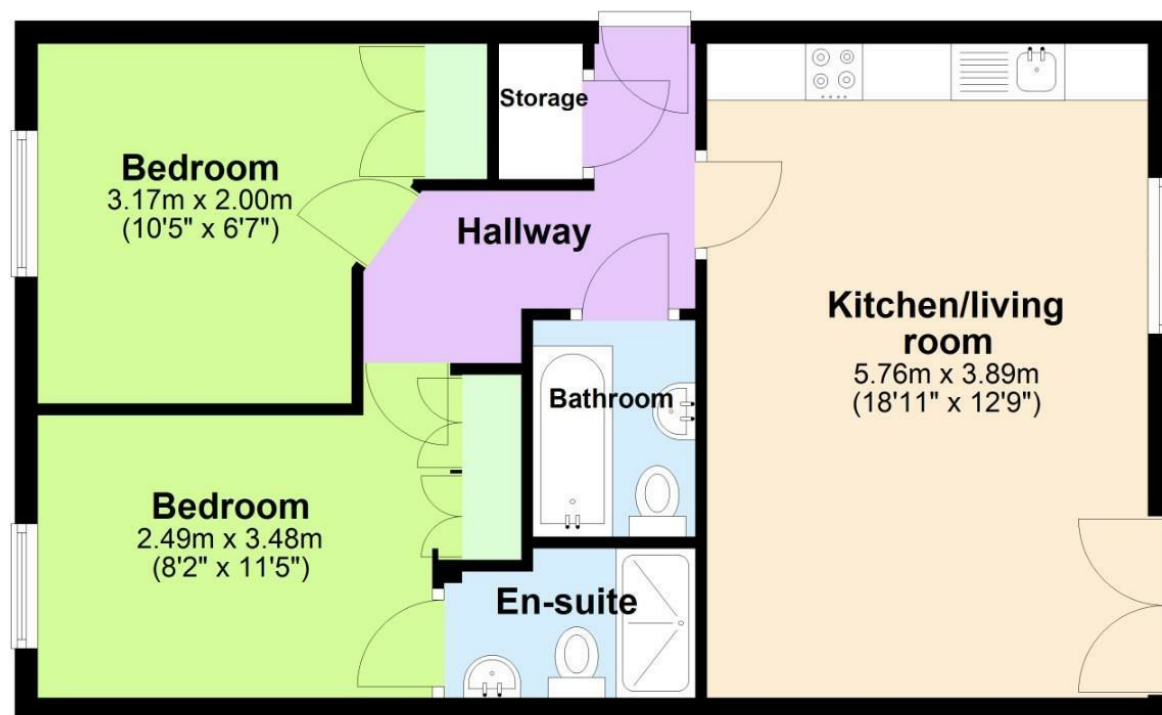 Storage
Bedroom
3.17m x 2.00m
(10'5" x 6'7")
Hallway
Kitchen/living
room
5.76m x 3.89m
(18'11" x 12'9")
Bathroom
Bedroom
2.49m x 3.48m
(8'2" x 11'5")
En-suite